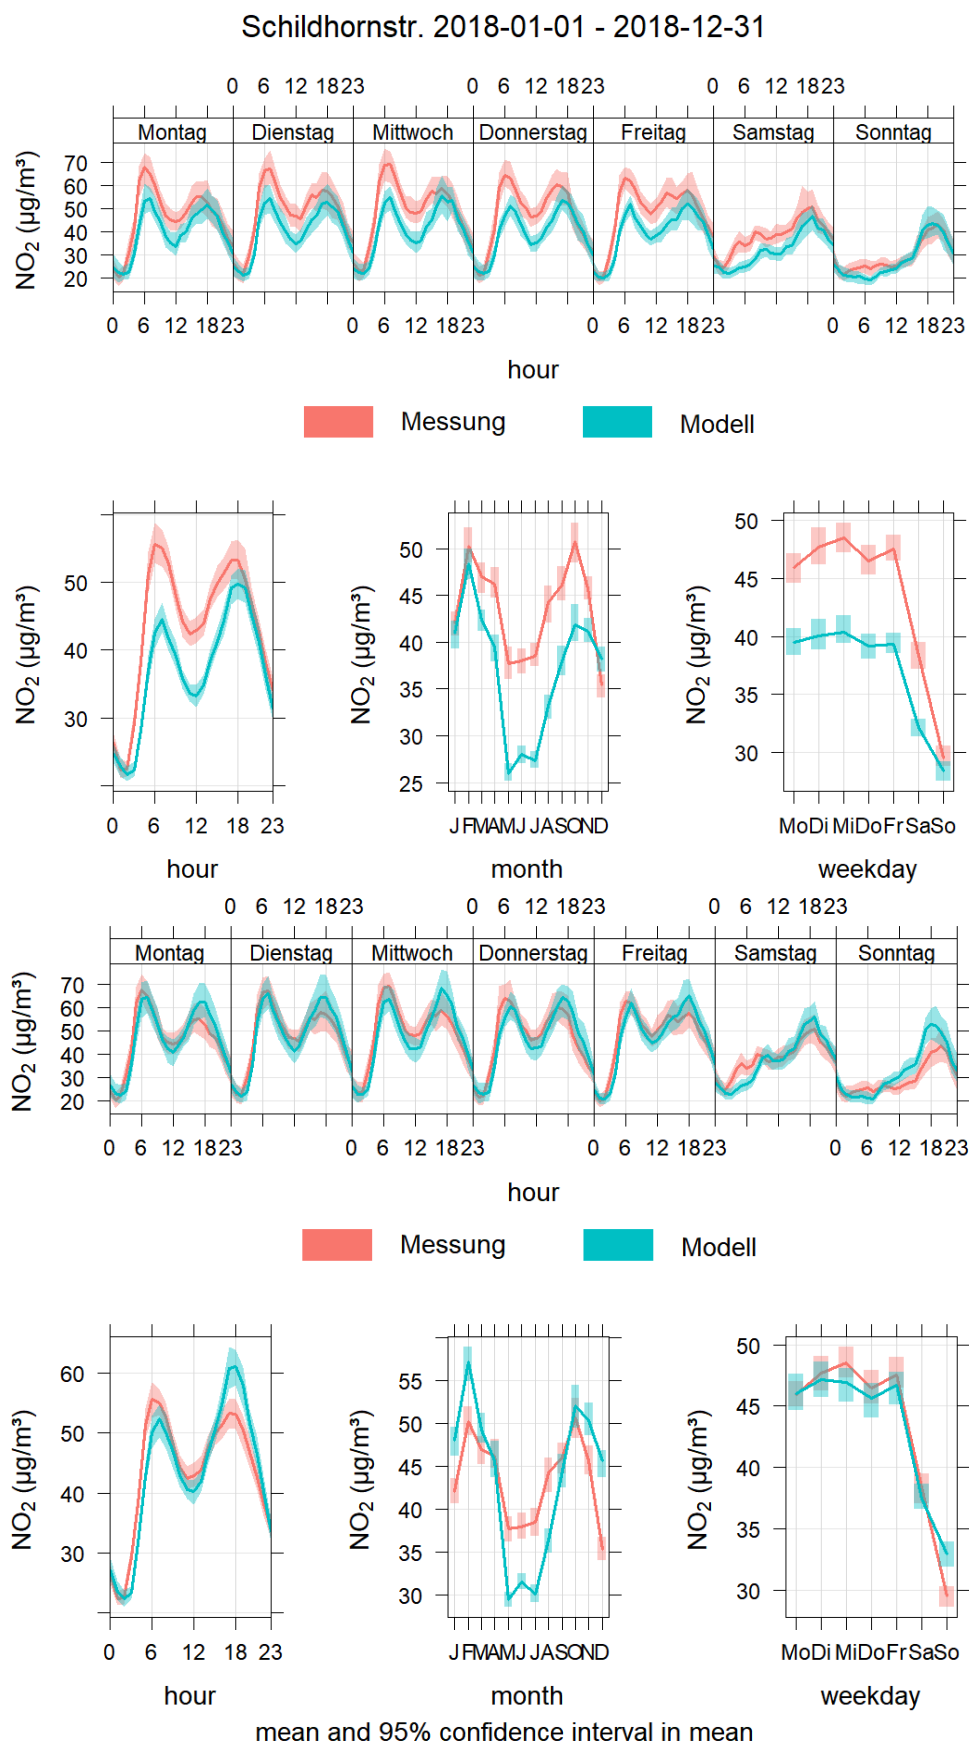 Schildhornstr. 2018-01-01 - 2018-12-31
0 6 12 1823 0 6 12 1823 0 6 12 1823
Montag Dienstag Mittwoch Donnerstag Freitag Samstag Sonntag
NO2 (µg/m³)
70
60
50
40
30
20
0 6 12 1823 0 6 12 1823 0 6 12 1823 0 6 12 1823
hour
Messung Modell
NO2 (µg/m³)
50
40
30
0 6 12 18 23
hour
NO2 (µg/m³)
50
45
40
35
30
25
JFMAMJJASOND
month
NO2 (µg/m³)
50
45
40
35
30
MoDi MiDoFrSaSo
weekday
0 6 12 1823 0 6 12 1823 0 6 12 1823
Montag Dienstag Mittwoch Donnerstag Freitag Samstag Sonntag
NO2 (µg/m³)
70
60
50
40
30
20
0 6 12 1823 0 6 12 1823 0 6 12 1823 0 6 12 1823
hour
Messung Modell
NO2 (µg/m³)
60
50
40
30
0 6 12 18 23
hour
NO2 (µg/m³)
55
50
45
40
35
30
JFMAMJJASOND
month
NO2 (µg/m³)
50
45
40
35
30
MoDi MiDoFrSaSo
weekday
mean and 95% confidence interval in mean